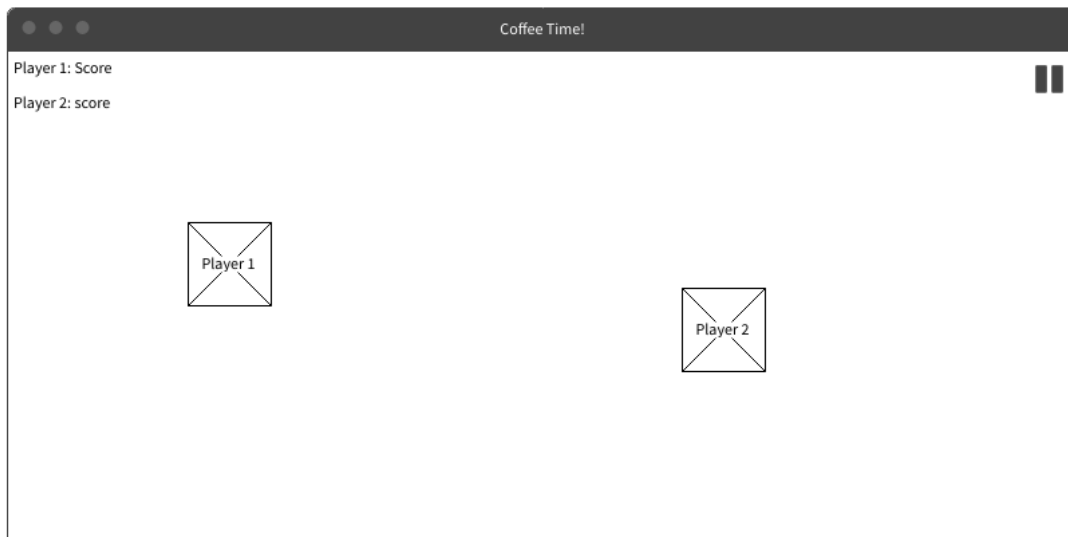 Coffee Time!
Player 1: Score
Player 2: score
Player 1
Player 2